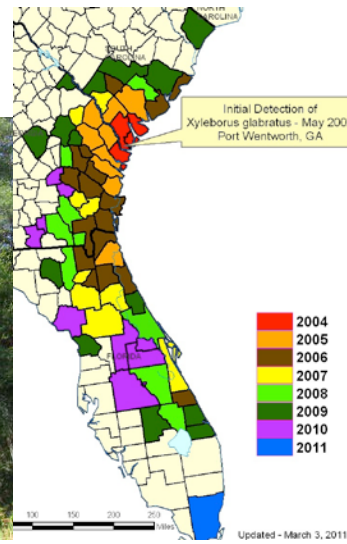 NORTH
CAROLINA
SOUTH
CAROLINA
Initial Detection of
Xyleborus glabratus - May 200
Port Wentworth, GA
2004
2005
2006
2007
2008
2009
2010
2011
FLORIDA
100 150 200 250
Miles
Updated - March 3, 2011